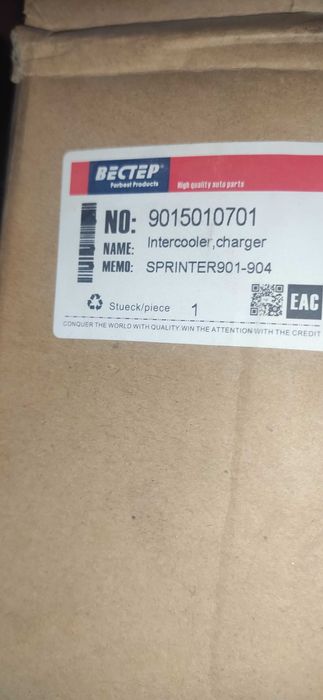 ВЕСТЕР®
Forbest Products
High quality auto parts
NO: 9015010701
NAME: Intercooler,charger
MEMO: SPRINTER901-904
Stueck/piece 1
EAC
CONQUER THE WORLD WITH QUALITY.WIN THE ATTENTION WITH THE CREDIT